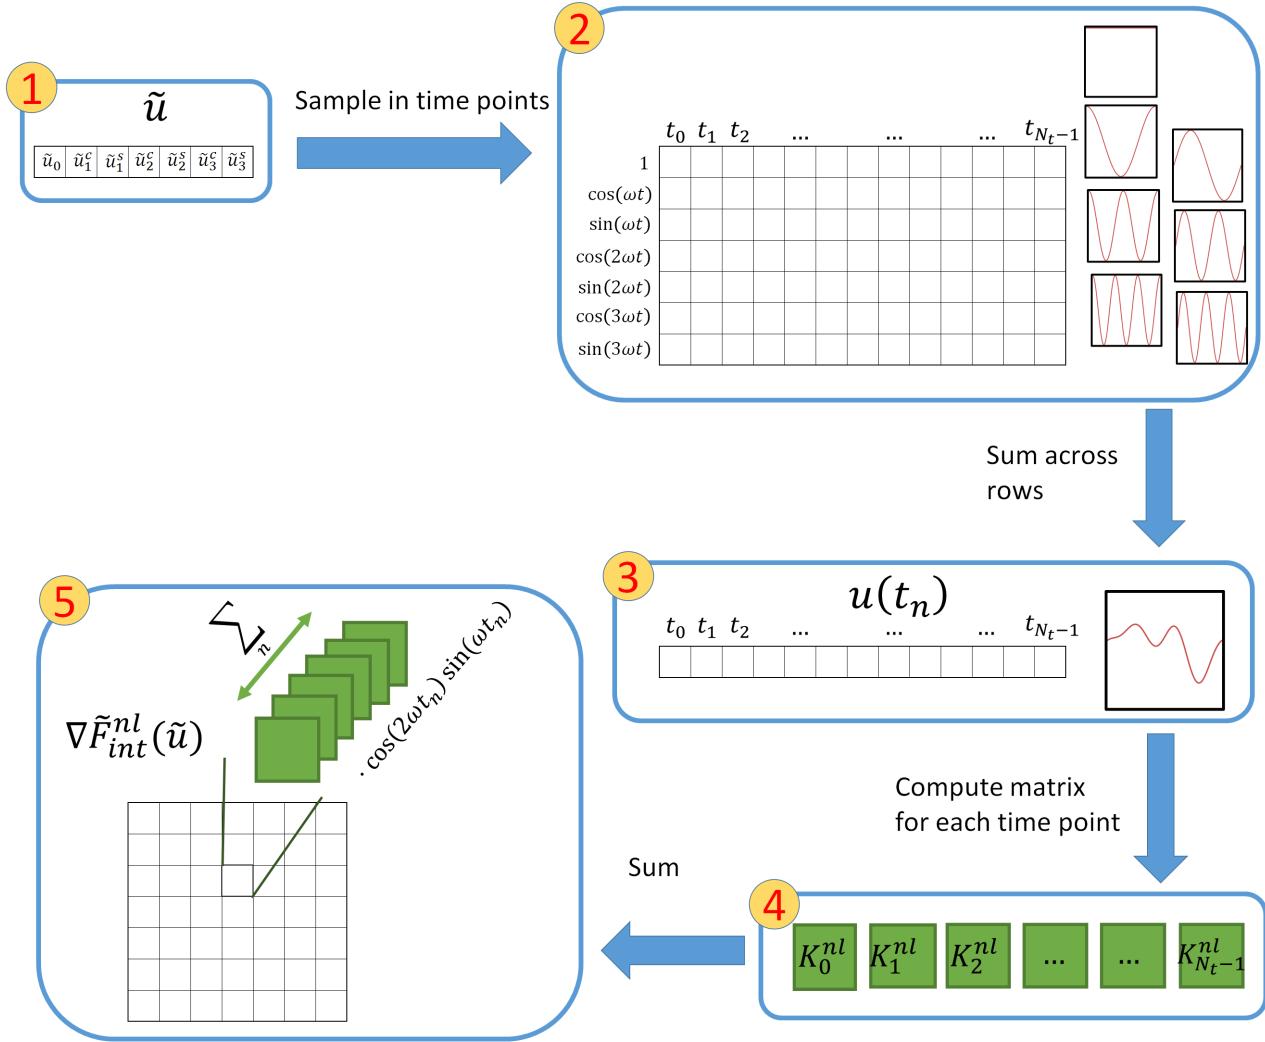 1
ũ
ũ₀ ũ₁ᶜ ũ₁ˢ ũ₂ᶜ ũ₂ˢ ũ₃ᶜ ũ₃ˢ
Sample in time points
2
t₀ t₁ t₂ ... ... ... t_{N_t−1}
1
cos(ωt)
sin(ωt)
cos(2ωt)
sin(2ωt)
cos(3ωt)
sin(3ωt)
Sum across
rows
3
u(tₙ)
t₀ t₁ t₂ ... ... ... t_{N_t−1}
Compute matrix
for each time point
4
K₀ⁿˡ K₁ⁿˡ K₂ⁿˡ ... ... K_{N_t−1}^{nl}
Sum
5
∑ₙ
· cos(2ωtₙ) sin(ωtₙ)
∇F̃_{int}^{nl}(ũ)